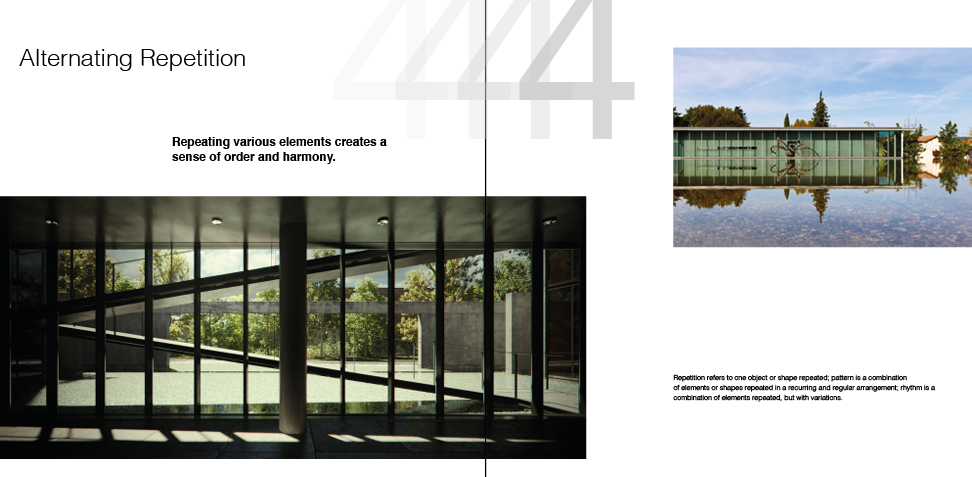 Alternating Repetition
4444
Repeating various elements creates a
sense of order and harmony.
Repetition refers to one object or shape repeated; pattern is a combination
of elements or shapes repeated in a recurring and regular arrangement; rhythm is a
combination of elements repeated, but with variations.